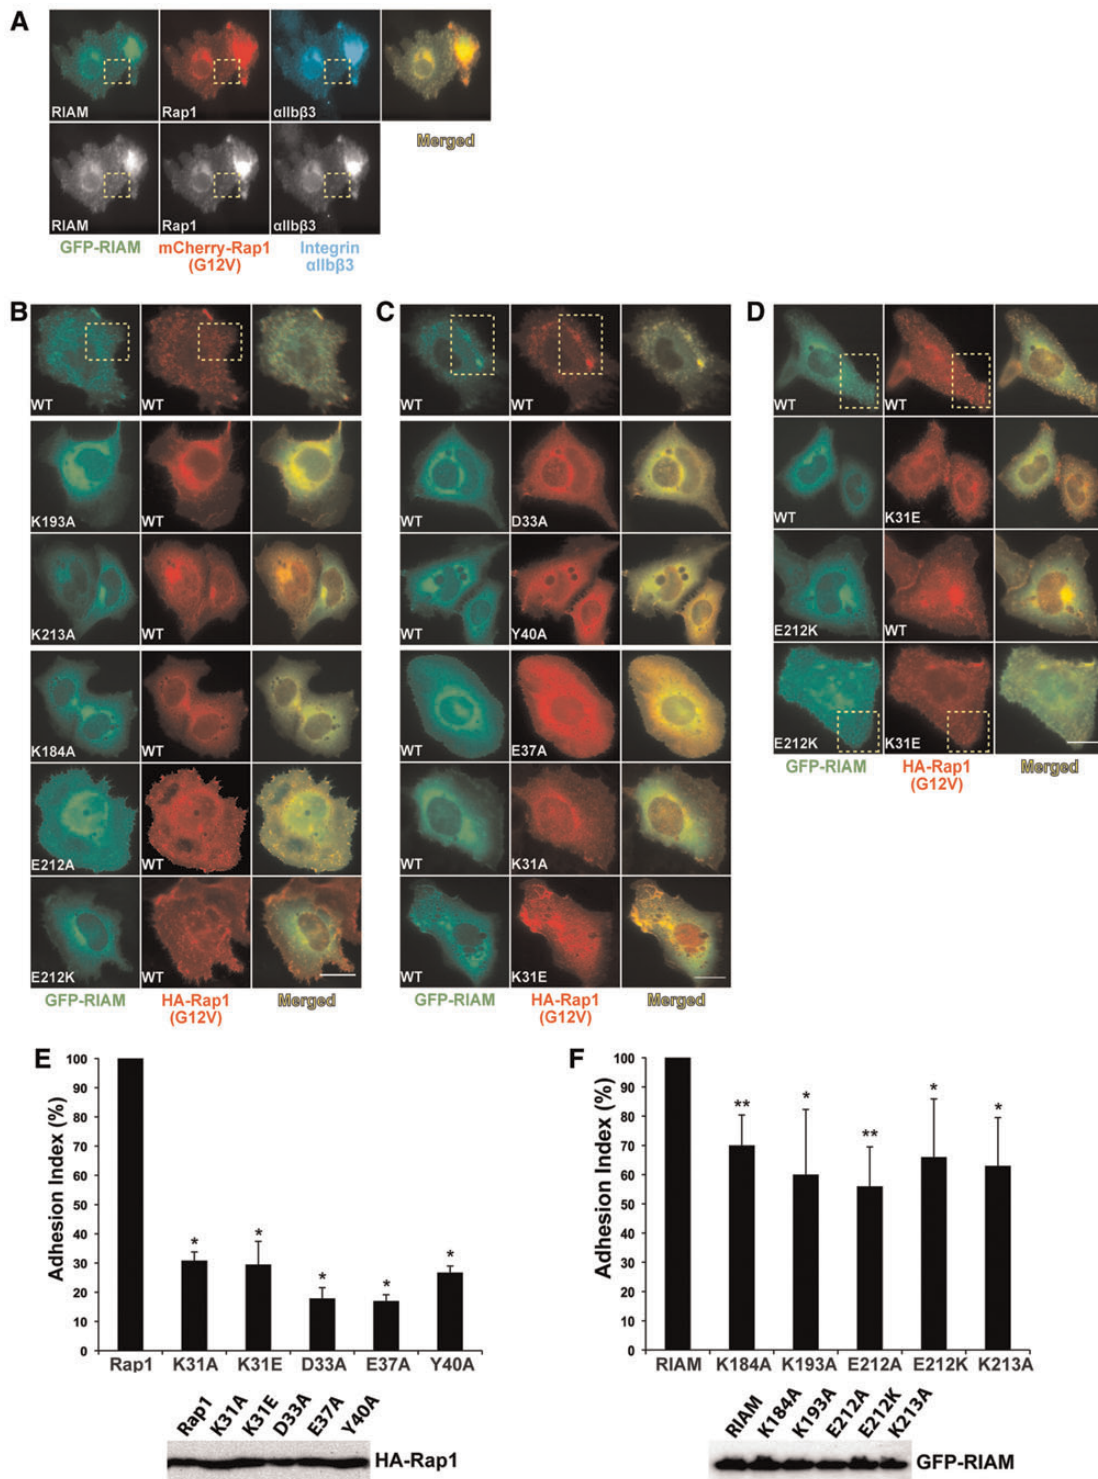 A
RIAM Rap1 αIIbβ3
Merged
RIAM Rap1 αIIbβ3
GFP-RIAM mCherry-Rap1 (G12V) Integrin αIIbβ3
B
WT WT
K193A WT
K213A WT
K184A WT
E212A WT
E212K WT
GFP-RIAM HA-Rap1 (G12V) Merged
C
WT WT
WT D33A
WT Y40A
WT E37A
WT K31A
WT K31E
GFP-RIAM HA-Rap1 (G12V) Merged
D
WT WT
WT K31E
E212K WT
E212K K31E
GFP-RIAM HA-Rap1 (G12V) Merged
E
Adhesion Index (%)
100
90
80
70
60
50
40
30
20
10
0
* * * * *
Rap1 K31A K31E D33A E37A Y40A
Rap1 K31A K31E D33A E37A Y40A
HA-Rap1
F
Adhesion Index (%)
100
90
80
70
60
50
40
30
20
10
0
** * ** * *
RIAM K184A K193A E212A E212K K213A
RIAM K184A K193A E212A E212K K213A
GFP-RIAM